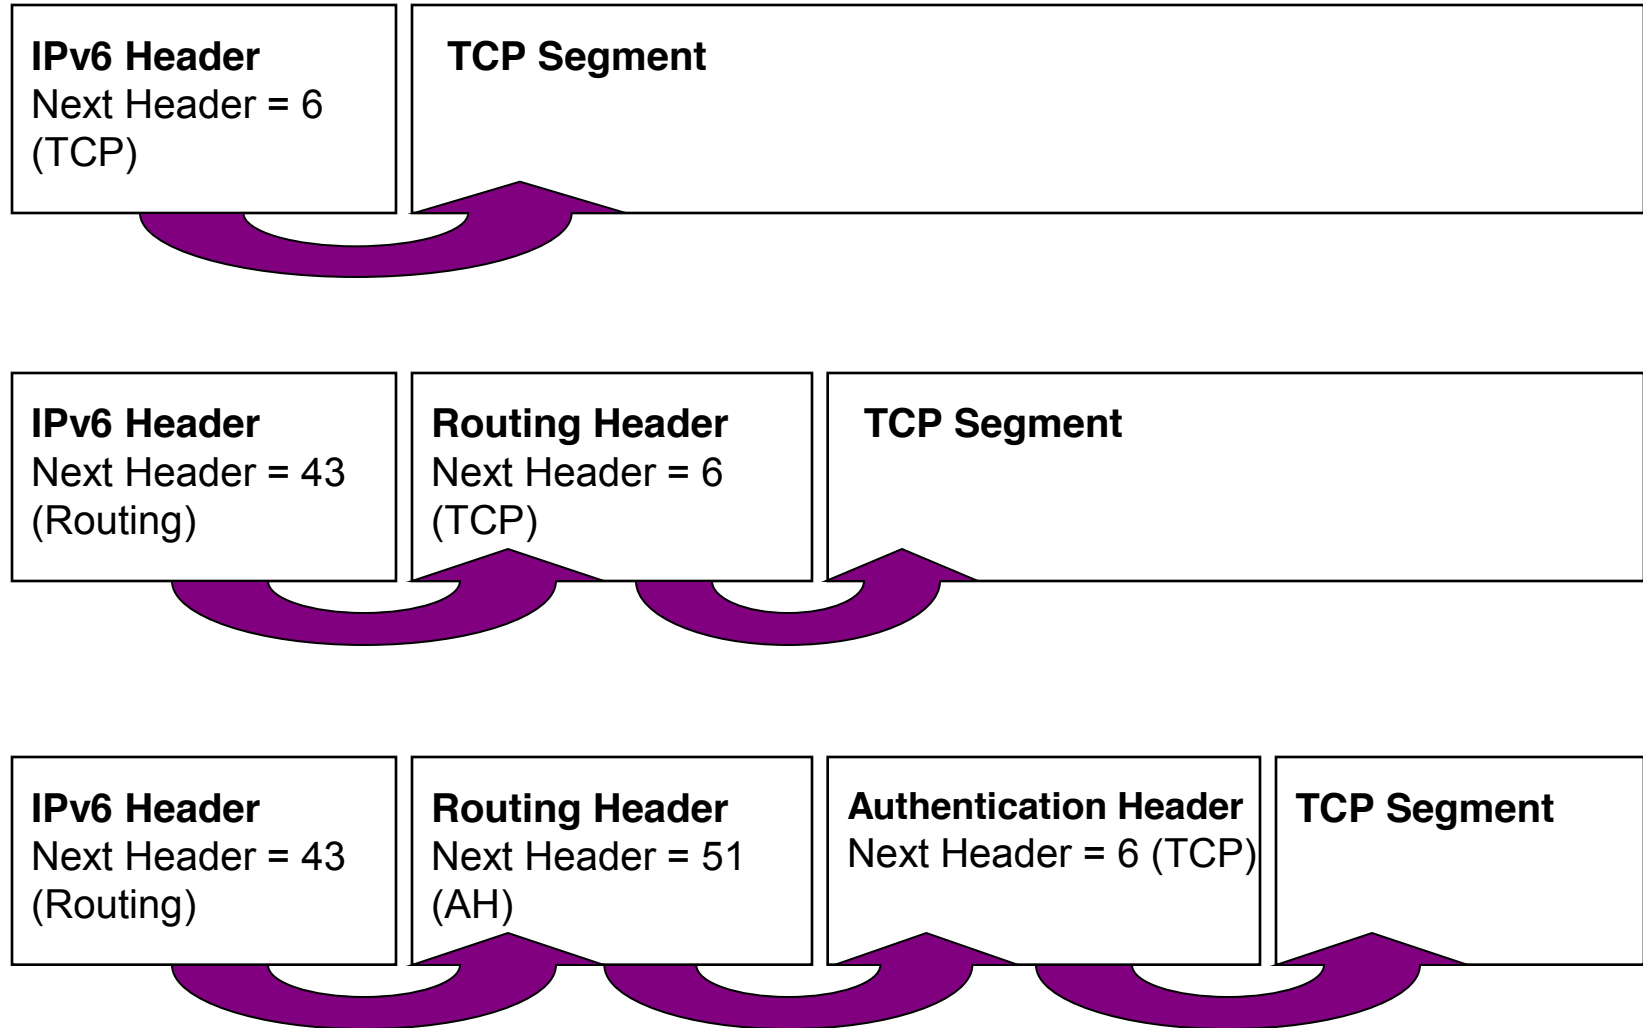 IPv6 Header
Next Header = 6
(TCP)
TCP Segment
IPv6 Header
Next Header = 43
(Routing)
Routing Header
Next Header = 6
(TCP)
TCP Segment
IPv6 Header
Next Header = 43
(Routing)
Routing Header
Next Header = 51
(AH)
Authentication Header
Next Header = 6 (TCP)
TCP Segment